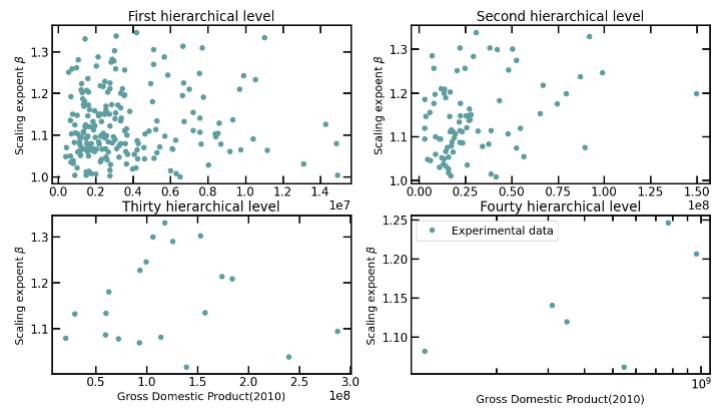 First hierarchical level
Second hierarchical level
Scaling expoent β
1.3
1.2
1.1
1.0
0.0 0.2 0.4 0.6 0.8 1.0 1.2 1.4
1e7
Scaling expoent β
1.3
1.2
1.1
1.0
0.00 0.25 0.50 0.75 1.00 1.25 1.50
1e8
Thirty hierarchical level
Fourty hierarchical level
Scaling expoent β
1.3
1.2
1.1
0.5 1.0 1.5 2.0 2.5 3.0
1e8
Gross Domestic Product(2010)
Experimental data
Scaling expoent β
1.25
1.20
1.15
1.10
10⁹
Gross Domestic Product(2010)